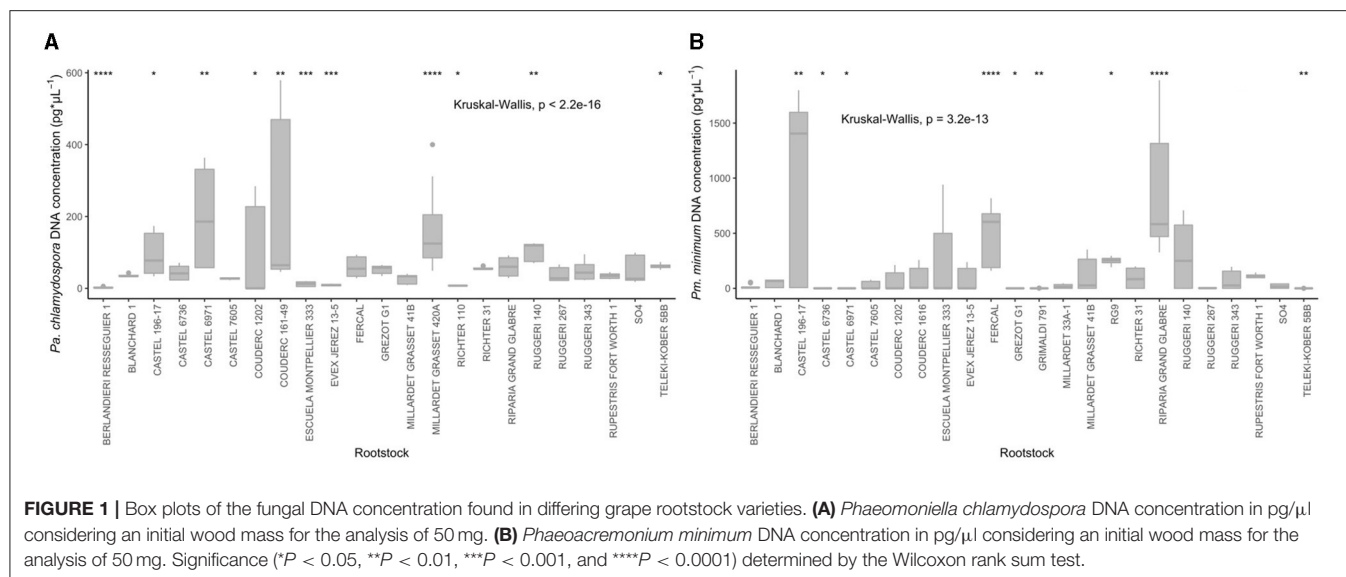 A
B
**** * ** * ** *** *** **** * ** *
** * * **** * ** * **** **
Kruskal-Wallis, p < 2.2e-16
Kruskal-Wallis, p = 3.2e-13
Pa. chlamydospora DNA concentration (pg*µL⁻¹)
600
400
200
0
BERLANDIERI RESSEGUIER 1
BLANCHARD 1
CASTEL 196-17
CASTEL 6736
CASTEL 6971
CASTEL 7605
COUDERC 1202
COUDERC 161-49
ESCUELA MONTPELLIER 333
EVEX JEREZ 13-5
FERCAL
GREZOT G1
MILLARDET GRASSET 41B
MILLARDET GRASSET 420A
RICHTER 110
RICHTER 31
RIPARIA GRAND GLABRE
RUGGERI 140
RUGGERI 267
RUGGERI 343
RUPESTRIS FORT WORTH 1
SO4
TELEKI-KOBER 5BB
Rootstock
Pm. minimum DNA concentration (pg*µL⁻¹)
1500
1000
500
0
BERLANDIERI RESSEGUIER 1
BLANCHARD 1
CASTEL 196-17
CASTEL 6736
CASTEL 6971
CASTEL 7605
COUDERC 1202
COUDERC 1616
ESCUELA MONTPELLIER 333
EVEX JEREZ 13-5
FERCAL
GREZOT G1
GRIMALDI 791
MILLARDET 33A-1
MILLARDET GRASSET 41B
RG9
RICHTER 31
RIPARIA GRAND GLABRE
RUGGERI 140
RUGGERI 267
RUGGERI 343
RUPESTRIS FORT WORTH 1
SO4
TELEKI-KOBER 5BB
Rootstock
FIGURE 1 | Box plots of the fungal DNA concentration found in differing grape rootstock varieties. (A) Phaeomoniella chlamydospora DNA concentration in pg/µl
considering an initial wood mass for the analysis of 50 mg. (B) Phaeoacremonium minimum DNA concentration in pg/µl considering an initial wood mass for the
analysis of 50 mg. Significance (*P < 0.05, **P < 0.01, ***P < 0.001, and ****P < 0.0001) determined by the Wilcoxon rank sum test.